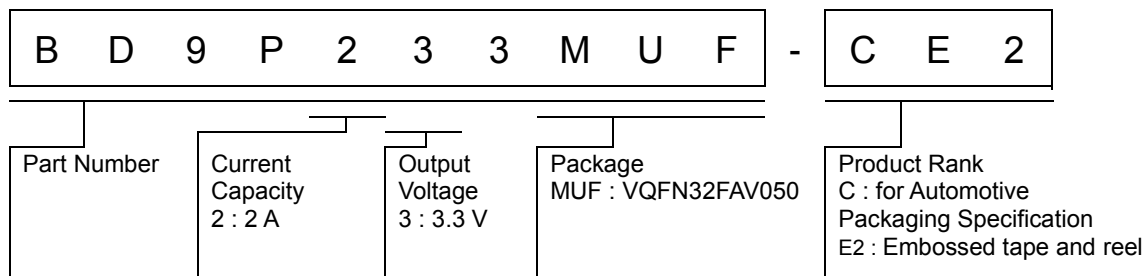 B D 9 P 2 3 3 M U F - C E 2
Part Number
Current
Capacity
2 : 2 A
Output
Voltage
3 : 3.3 V
Package
MUF : VQFN32FAV050
Product Rank
C : for Automotive
Packaging Specification
E2 : Embossed tape and reel